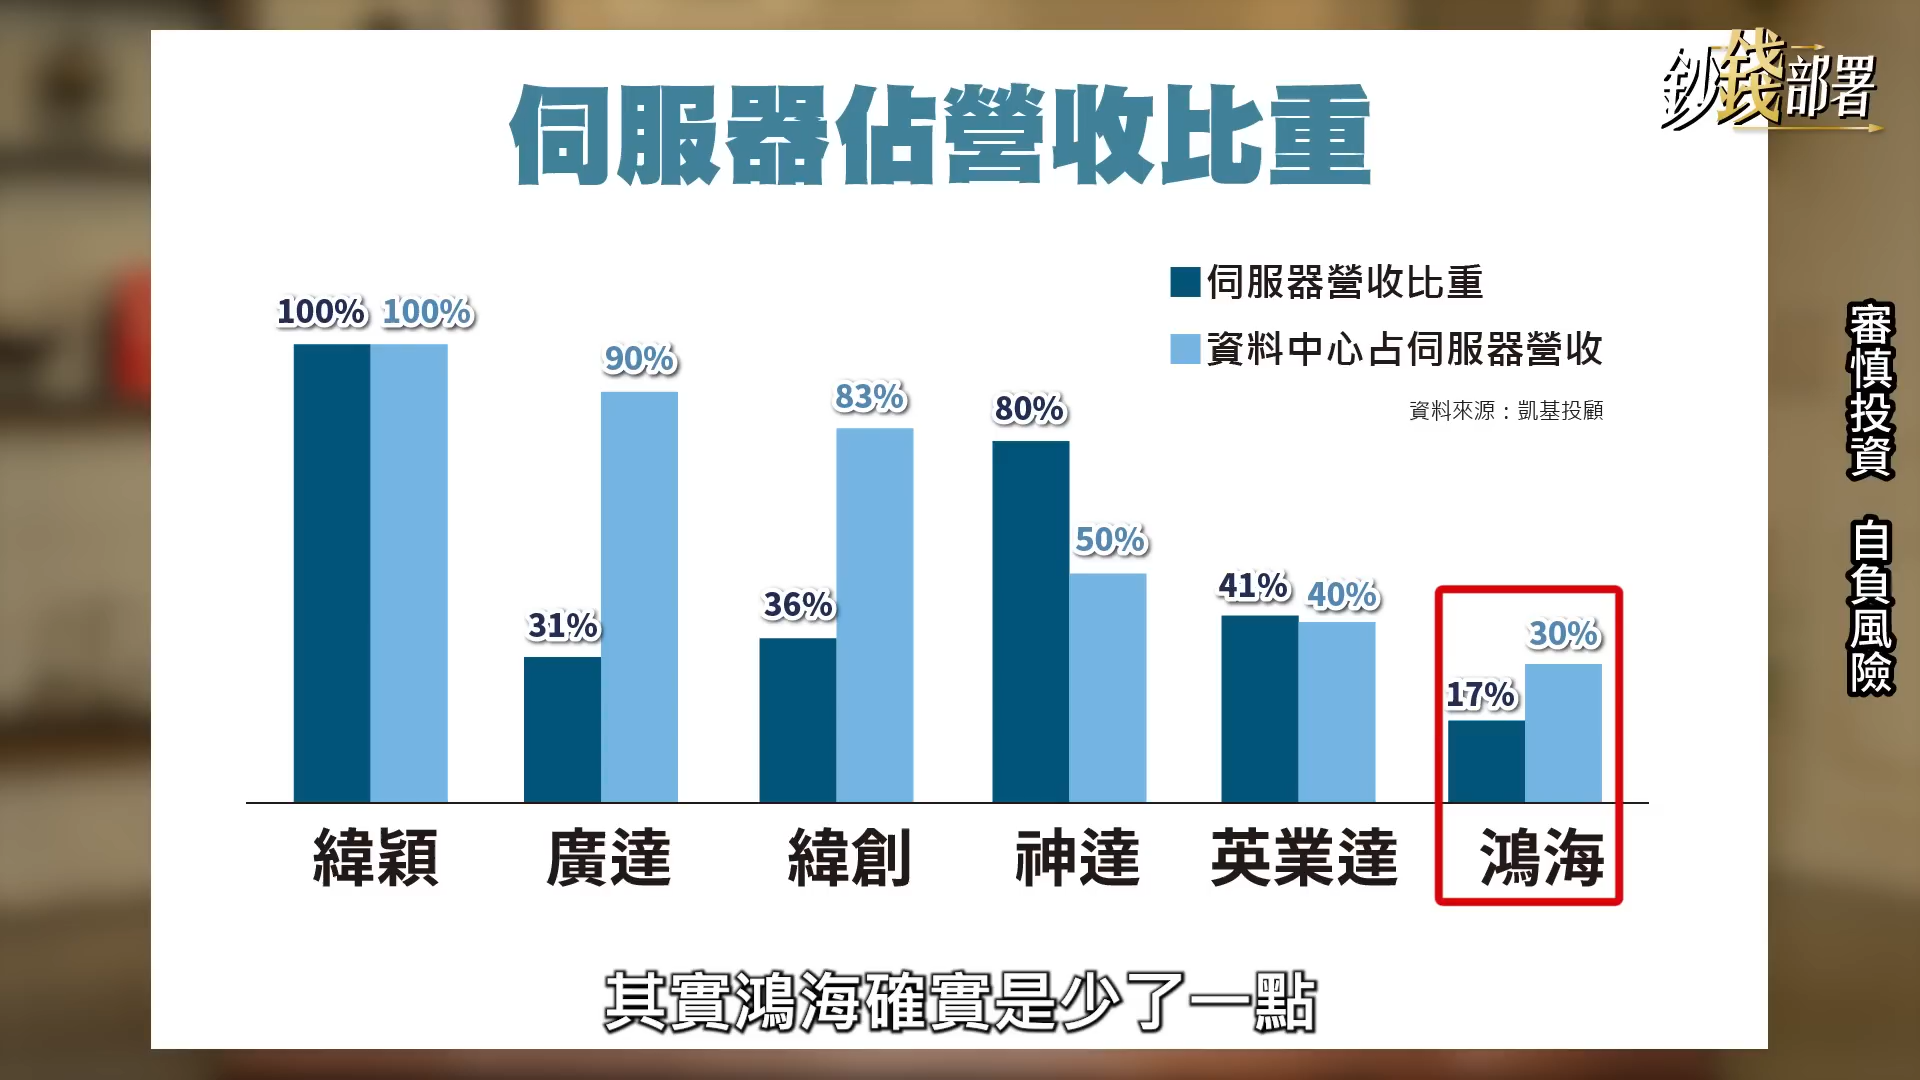 伺服器佔營收比重
鈔錢部署
伺服器營收比重
資料中心占伺服器營收
資料來源：凱基投顧
100% 100%
31% 90%
36% 83%
80% 50%
41% 40%
17% 30%
緯穎 廣達 緯創 神達 英業達 鴻海
其實鴻海確實是少了一點
審慎投資 自負風險